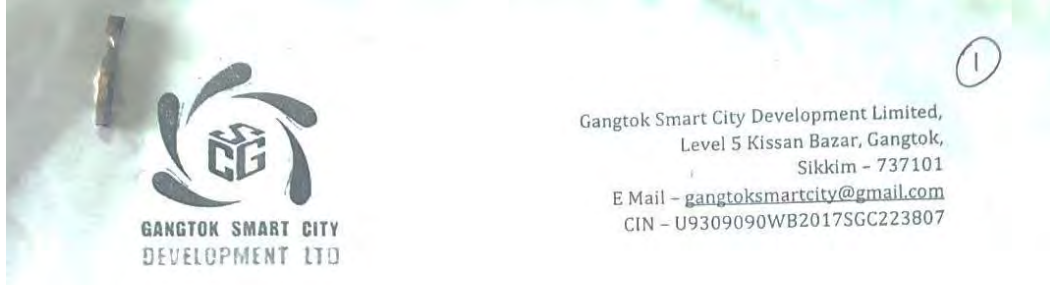 1
Gangtok Smart City Development Limited,
Level 5 Kissan Bazar, Gangtok,
Sikkim – 737101
E Mail – gangtoksmartcity@gmail.com
CIN – U9309090WB2017SGC223807
SCG
GANGTOK SMART CITY
DEVELOPMENT LTD